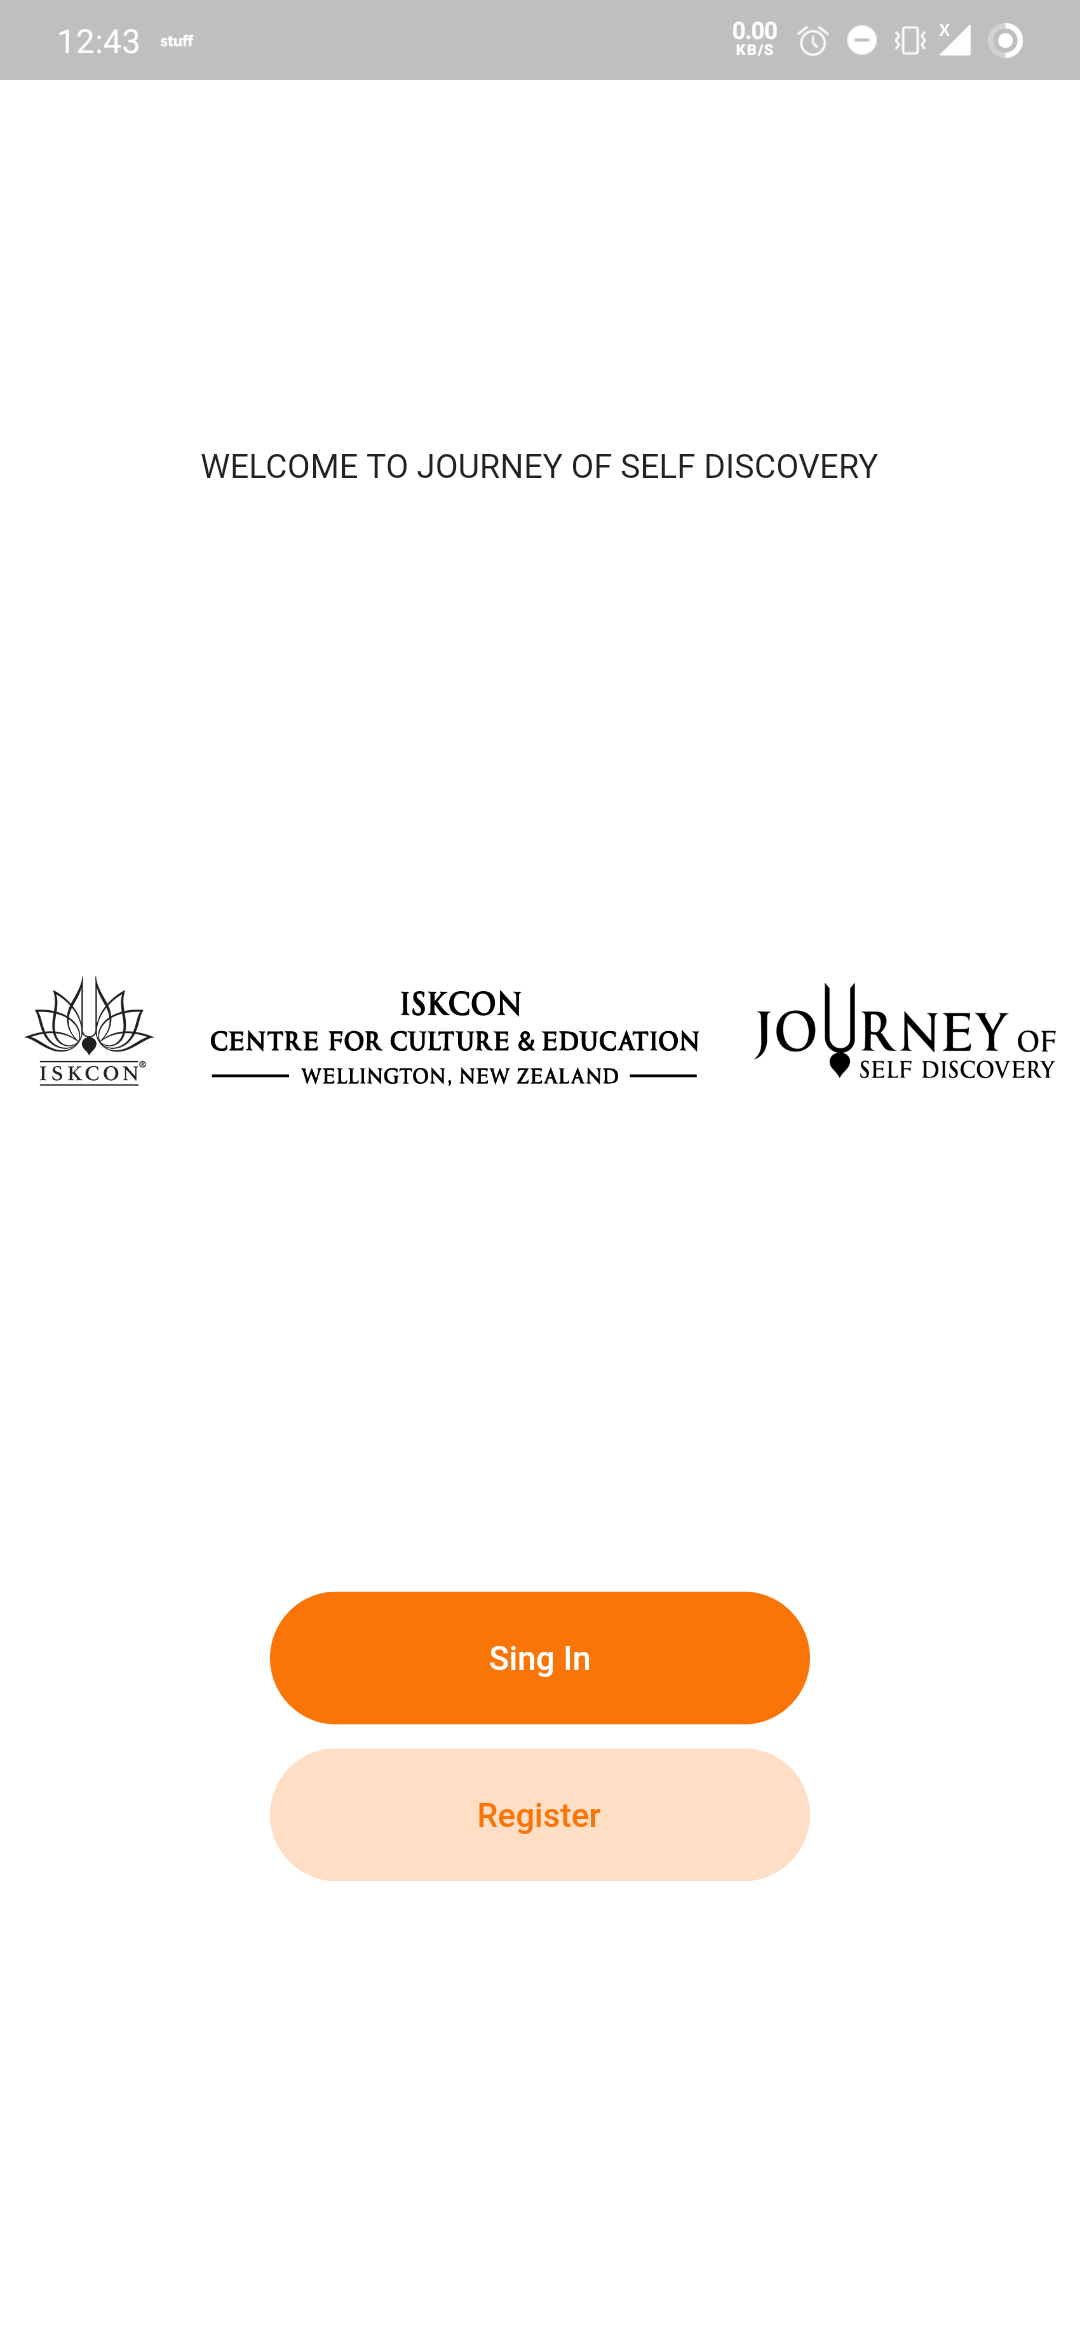 12:43 stuff 0.00 KB/S X
WELCOME TO JOURNEY OF SELF DISCOVERY
ISKCON®
ISKCON
CENTRE FOR CULTURE & EDUCATION
WELLINGTON, NEW ZEALAND
JOURNEY OF
SELF DISCOVERY
Sing In
Register